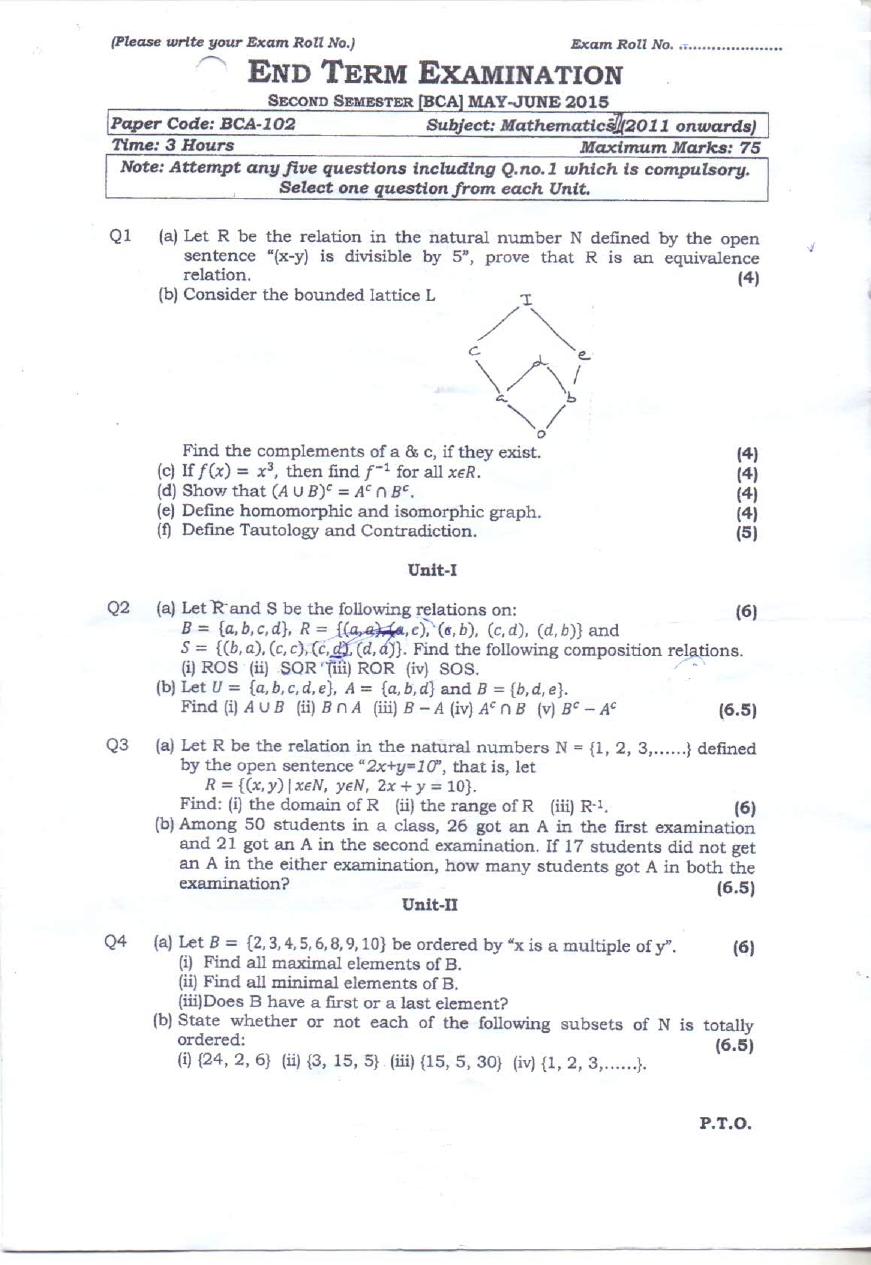 (Please write your Exam Roll No.) Exam Roll No. ........................
END TERM EXAMINATION
SECOND SEMESTER [BCA] MAY-JUNE 2015
Paper Code: BCA-102 Subject: Mathematics (2011 onwards)
Time: 3 Hours Maximum Marks: 75
Note: Attempt any five questions including Q.no.1 which is compulsory.
Select one question from each Unit.
Q1 (a) Let R be the relation in the natural number N defined by the open
sentence “(x-y) is divisible by 5”, prove that R is an equivalence
relation. (4)
(b) Consider the bounded lattice L
I
c d e
a b
o
Find the complements of a & c, if they exist. (4)
(c) If f(x) = x³, then find f⁻¹ for all xϵR. (4)
(d) Show that (A ∪ B)ᶜ = Aᶜ ∩ Bᶜ. (4)
(e) Define homomorphic and isomorphic graph. (4)
(f) Define Tautology and Contradiction. (5)
Unit-I
Q2 (a) Let R and S be the following relations on: (6)
B = {a, b, c, d}, R = {(a, a), (a, c), (c, b), (c, d), (d, b)} and
S = {(b, a), (c, c), (c, d), (d, a)}. Find the following composition relations.
(i) ROS (ii) SOR (iii) ROR (iv) SOS.
(b) Let U = {a, b, c, d, e}, A = {a, b, d} and B = {b, d, e}.
Find (i) A ∪ B (ii) B ∩ A (iii) B − A (iv) Aᶜ ∩ B (v) Bᶜ − Aᶜ (6.5)
Q3 (a) Let R be the relation in the natural numbers N = {1, 2, 3,......} defined
by the open sentence “2x+y=10”, that is, let
R = {(x, y) | xϵN, yϵN, 2x + y = 10}.
Find: (i) the domain of R (ii) the range of R (iii) R⁻¹. (6)
(b) Among 50 students in a class, 26 got an A in the first examination
and 21 got an A in the second examination. If 17 students did not get
an A in the either examination, how many students got A in both the
examination? (6.5)
Unit-II
Q4 (a) Let B = {2, 3, 4, 5, 6, 8, 9, 10} be ordered by “x is a multiple of y”. (6)
(i) Find all maximal elements of B.
(ii) Find all minimal elements of B.
(iii)Does B have a first or a last element?
(b) State whether or not each of the following subsets of N is totally
ordered: (6.5)
(i) {24, 2, 6} (ii) {3, 15, 5} (iii) {15, 5, 30} (iv) {1, 2, 3,......}.
P.T.O.